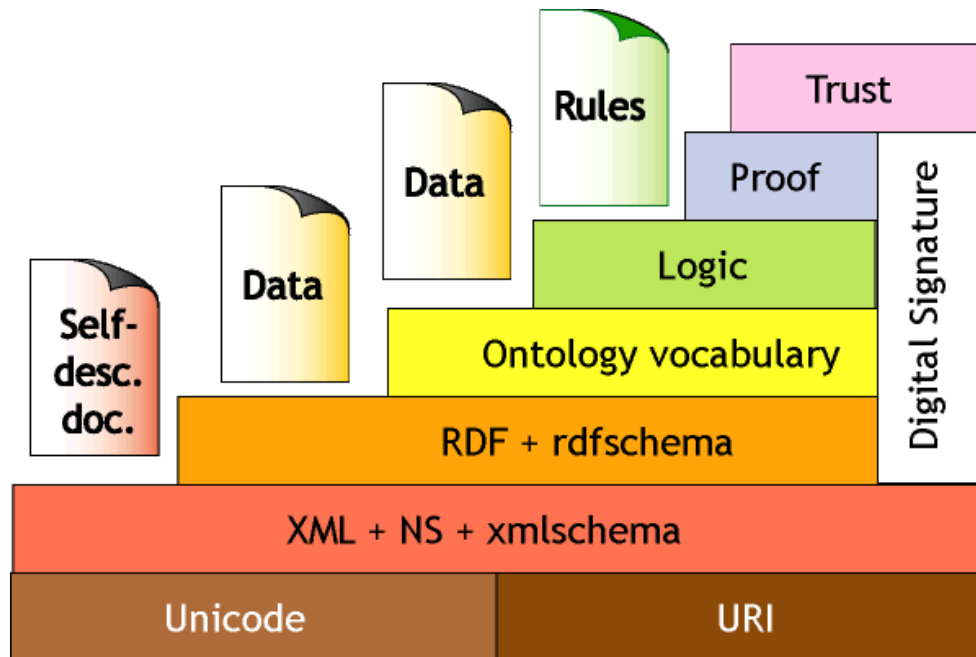 Rules
Trust
Data
Proof
Data
Logic
Self-
desc.
doc.
Ontology vocabulary
Digital Signature
RDF + rdfschema
XML + NS + xmlschema
Unicode
URI